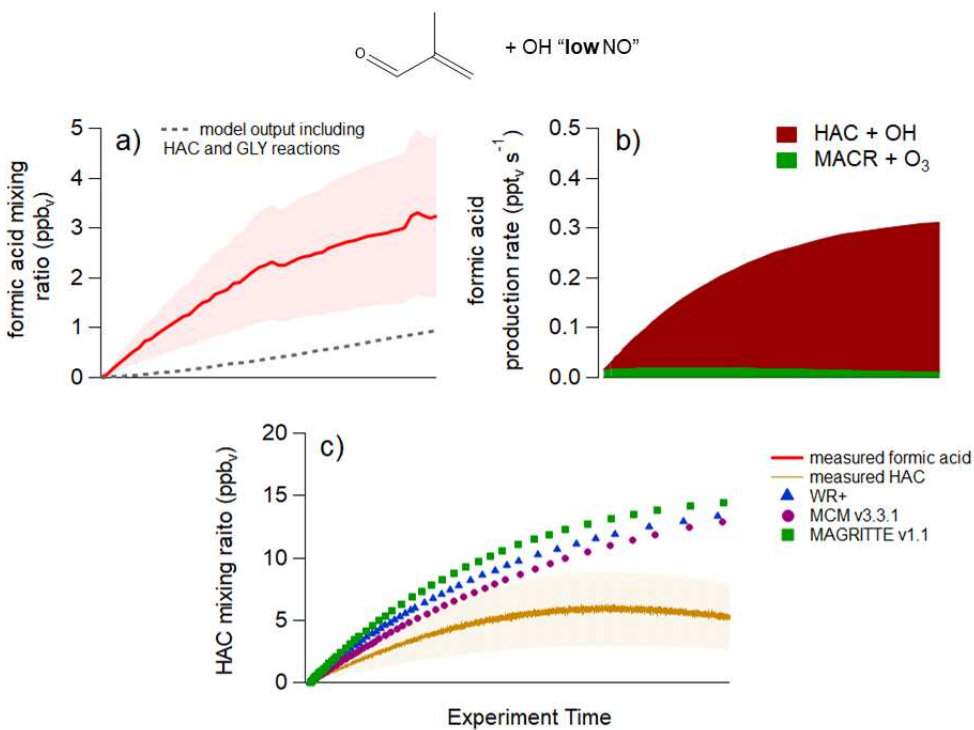 O
+ OH "low NO"
a)
model output including
HAC and GLY reactions
formic acid mixing
ratio (ppbv)
5
4
3
2
1
0
b)
HAC + OH
MACR + O3
formic acid
production rate (pptv s-1)
0.5
0.4
0.3
0.2
0.1
0.0
c)
HAC mixing raito (ppbv)
20
15
10
5
0
measured formic acid
measured HAC
WR+
MCM v3.3.1
MAGRITTE v1.1
Experiment Time